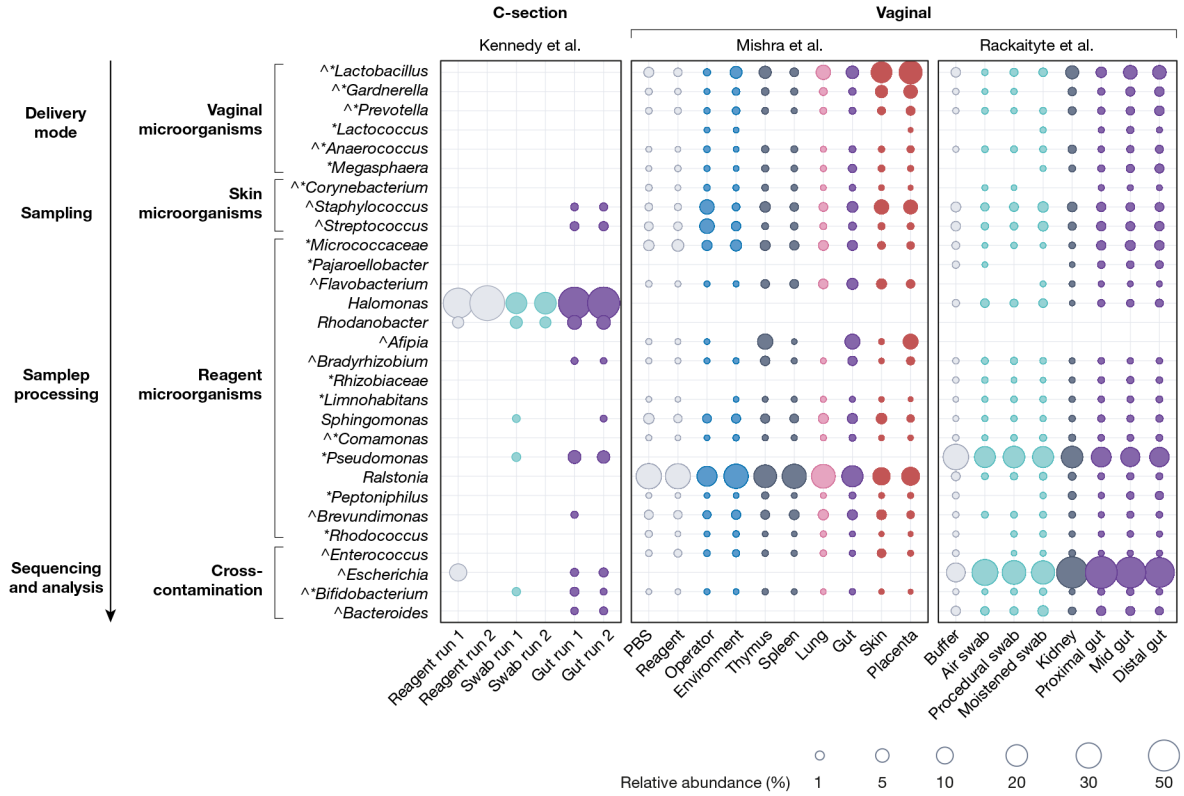 C-section
Vaginal
Kennedy et al.
Mishra et al.
Rackaityte et al.
Delivery
mode
Sampling
Samplep
processing
Sequencing
and analysis
Vaginal
microorganisms
Skin
microorganisms
Reagent
microorganisms
Cross-
contamination
^*Lactobacillus
^*Gardnerella
^*Prevotella
*Lactococcus
^*Anaerococcus
*Megasphaera
^*Corynebacterium
^Staphylococcus
^Streptococcus
*Micrococcaceae
*Pajaroellobacter
^Flavobacterium
Halomonas
Rhodanobacter
^Afipia
^Bradyrhizobium
*Rhizobiaceae
*Limnohabitans
Sphingomonas
^*Comamonas
*Pseudomonas
Ralstonia
*Peptoniphilus
^Brevundimonas
*Rhodococcus
^Enterococcus
^Escherichia
^*Bifidobacterium
^Bacteroides
Reagent run 1
Reagent run 2
Swab run 1
Swab run 2
Gut run 1
Gut run 2
PBS
Reagent
Operator
Environment
Thymus
Spleen
Lung
Gut
Skin
Placenta
Buffer
Air swab
Procedural swab
Moistened swab
Kidney
Proximal gut
Mid gut
Distal gut
Relative abundance (%) 1 5 10 20 30 50